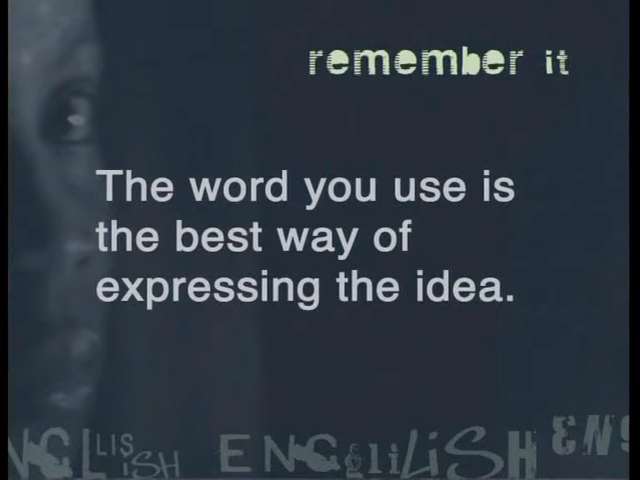 remember it
The word you use is
the best way of
expressing the idea.